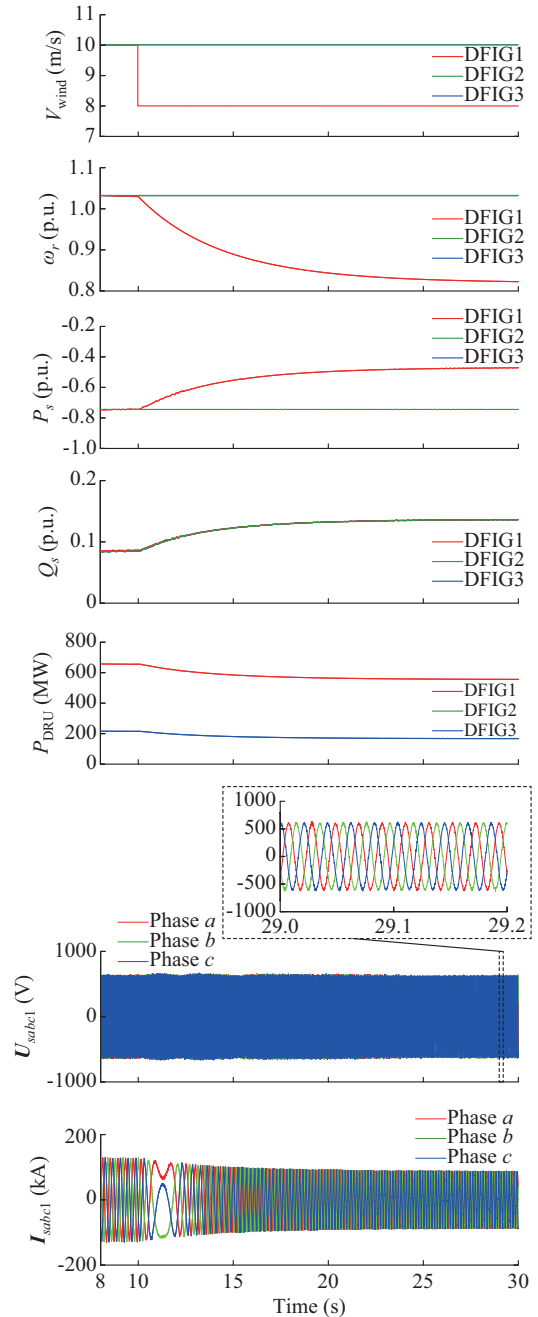 11
10
9
8
7
V_wind (m/s)
DFIG1
DFIG2
DFIG3
1.1
1.0
0.9
0.8
ω_r (p.u.)
DFIG1
DFIG2
DFIG3
-0.2
-0.4
-0.6
-0.8
-1.0
P_s (p.u.)
DFIG1
DFIG2
DFIG3
0.2
0.1
0
Q_s (p.u.)
DFIG1
DFIG2
DFIG3
800
600
400
200
0
P_DRU (MW)
DFIG1
DFIG2
DFIG3
1000
500
0
-500
-1000
29.0 29.1 29.2
Phase a
Phase b
Phase c
1000
0
-1000
U_sabc1 (V)
Phase a
Phase b
Phase c
200
0
-200
I_sabc1 (kA)
8 10 15 20 25 30
Time (s)